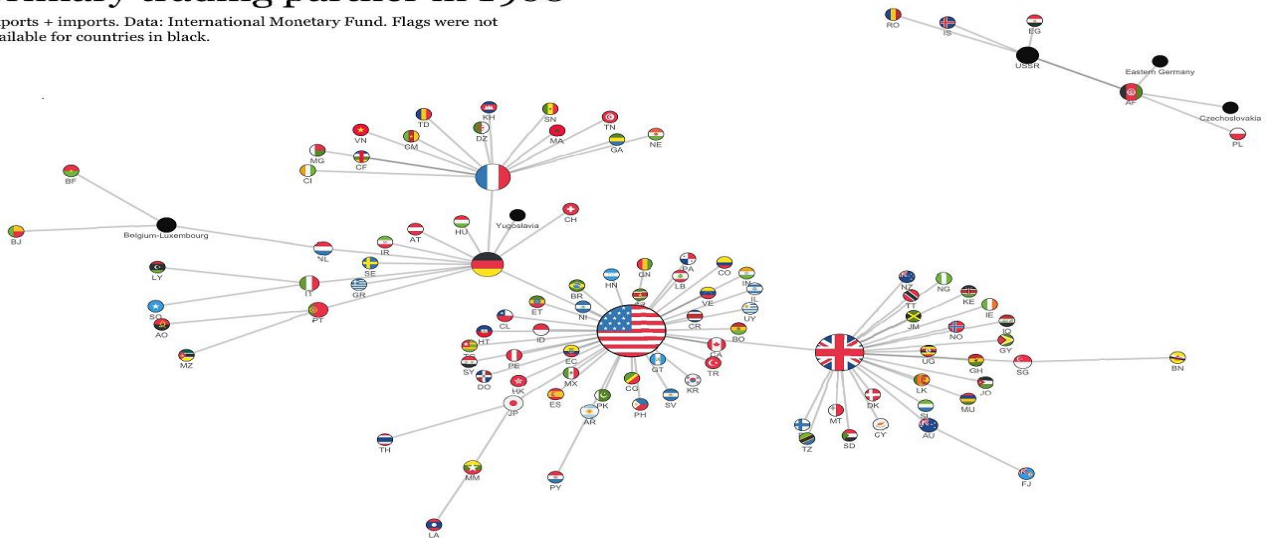 rimary trading partner in 1960
ports + imports. Data: International Monetary Fund. Flags were not
ailable for countries in black.
RO
IS
EG
USSR
Eastern Germany
AF
Czechoslovakia
PL
TD
KH
SN
TN
VN
CM
DZ
MA
GA
NE
MG
CF
CI
BF
BJ
Belgium-Luxembourg
NL
IR
AT
HU
Yugoslavia
CH
LY
IT
SE
GR
SO
AO
PT
MZ
BR
HN
GN
PA
LB
CO
IN
IL
ET
NI
VE
UY
CL
ID
CR
BO
HT
TG
SY
PE
EC
GT
CA
TR
DO
HK
MX
CG
KR
ES
PK
PH
SV
JP
AR
TH
MM
PY
LA
NZ
NG
TT
KE
IE
JM
NO
IQ
GY
UG
GH
SG
BN
LK
JO
MU
DK
SL
MT
CY
AU
TZ
SD
FJ